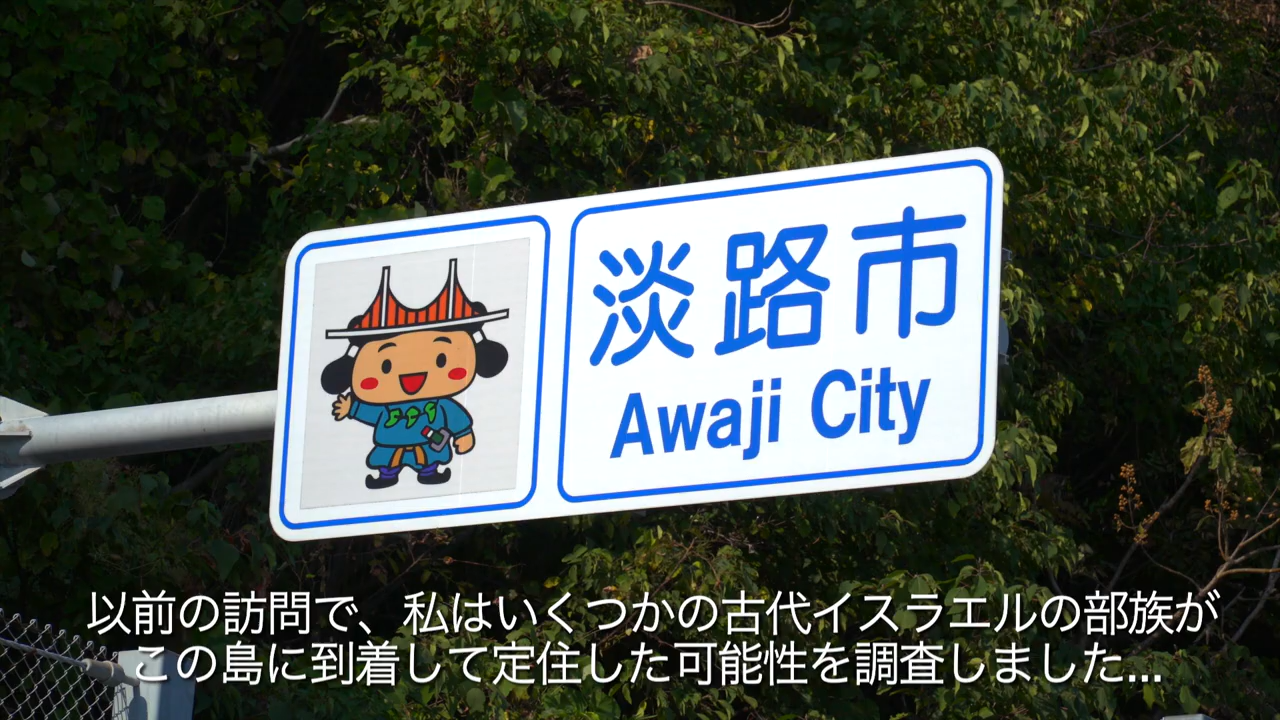 淡路市
Awaji City
以前の訪問で、私はいくつかの古代イスラエルの部族が
この島に到着して定住した可能性を調査しました...